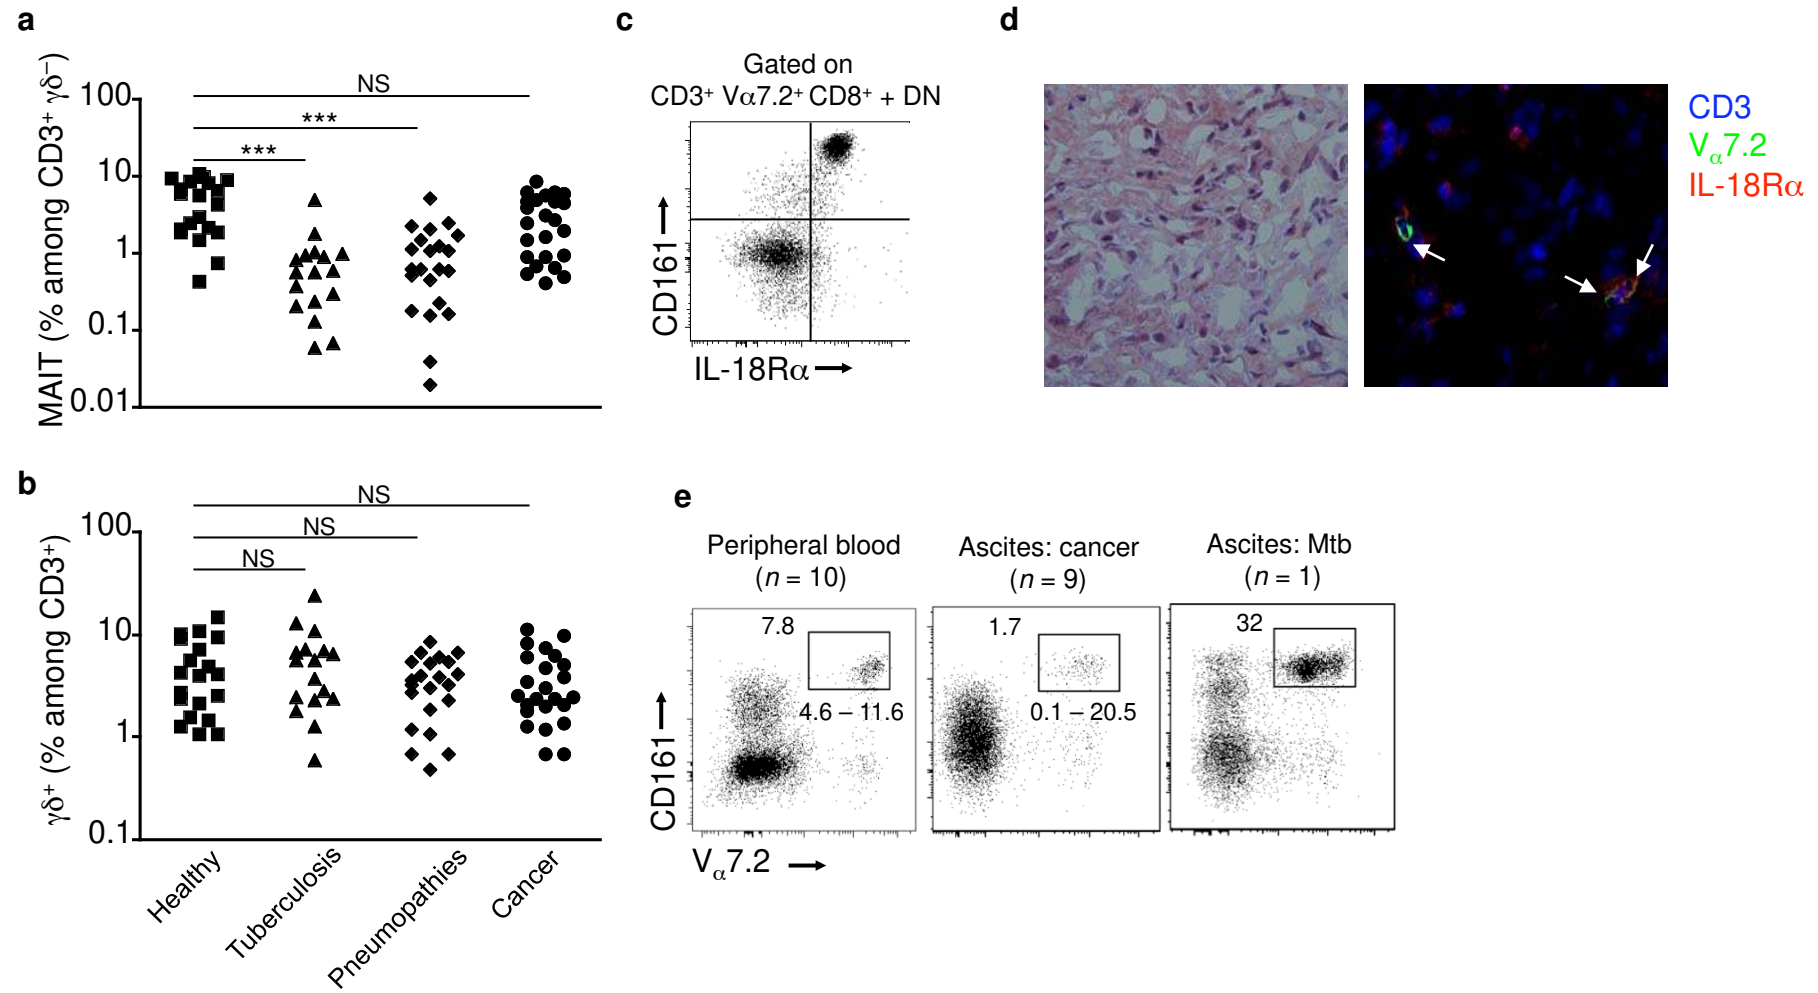 a
MAIT (% among CD3⁺ γδ⁻)
100
10
1
0.1
0.01
NS
***
***
b
γδ⁺ (% among CD3⁺)
100
10
1
0.1
NS
NS
NS
Healthy
Tuberculosis
Pneumopathies
Cancer
c
Gated on
CD3⁺ Vα7.2⁺ CD8⁺ + DN
CD161
IL-18Rα
d
CD3
Vα7.2
IL-18Rα
e
Peripheral blood
(n = 10)
7.8
4.6 – 11.6
Ascites: cancer
(n = 9)
1.7
0.1 – 20.5
Ascites: Mtb
(n = 1)
32
CD161
Vα7.2